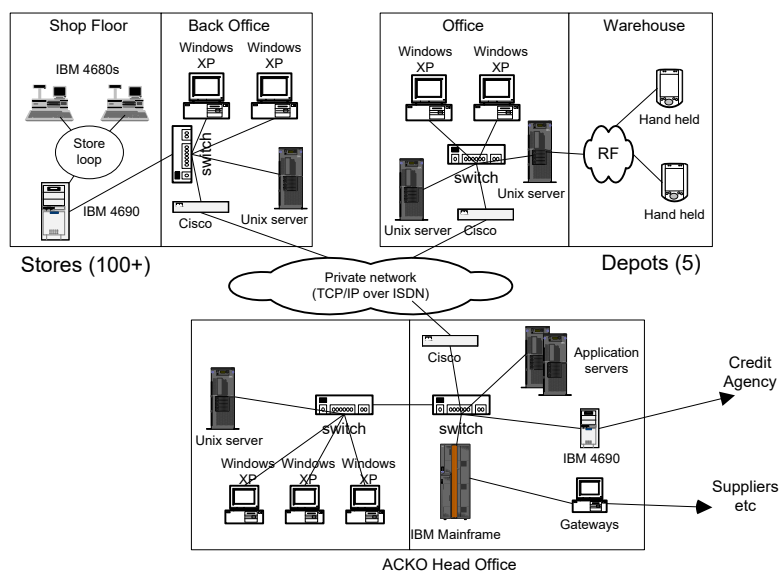 Shop Floor
Back Office
IBM 4680s
Store
loop
IBM 4690
Windows
XP
Windows
XP
switch
Unix server
Cisco
Stores (100+)
Office
Warehouse
Windows
XP
Windows
XP
switch
Unix server
Unix server
Cisco
RF
Hand held
Hand held
Depots (5)
Private network
(TCP/IP over ISDN)
Unix server
switch
Windows
XP
Windows
XP
Windows
XP
Cisco
switch
Application
servers
IBM 4690
IBM Mainframe
Gateways
Credit
Agency
Suppliers
etc
ACKO Head Office